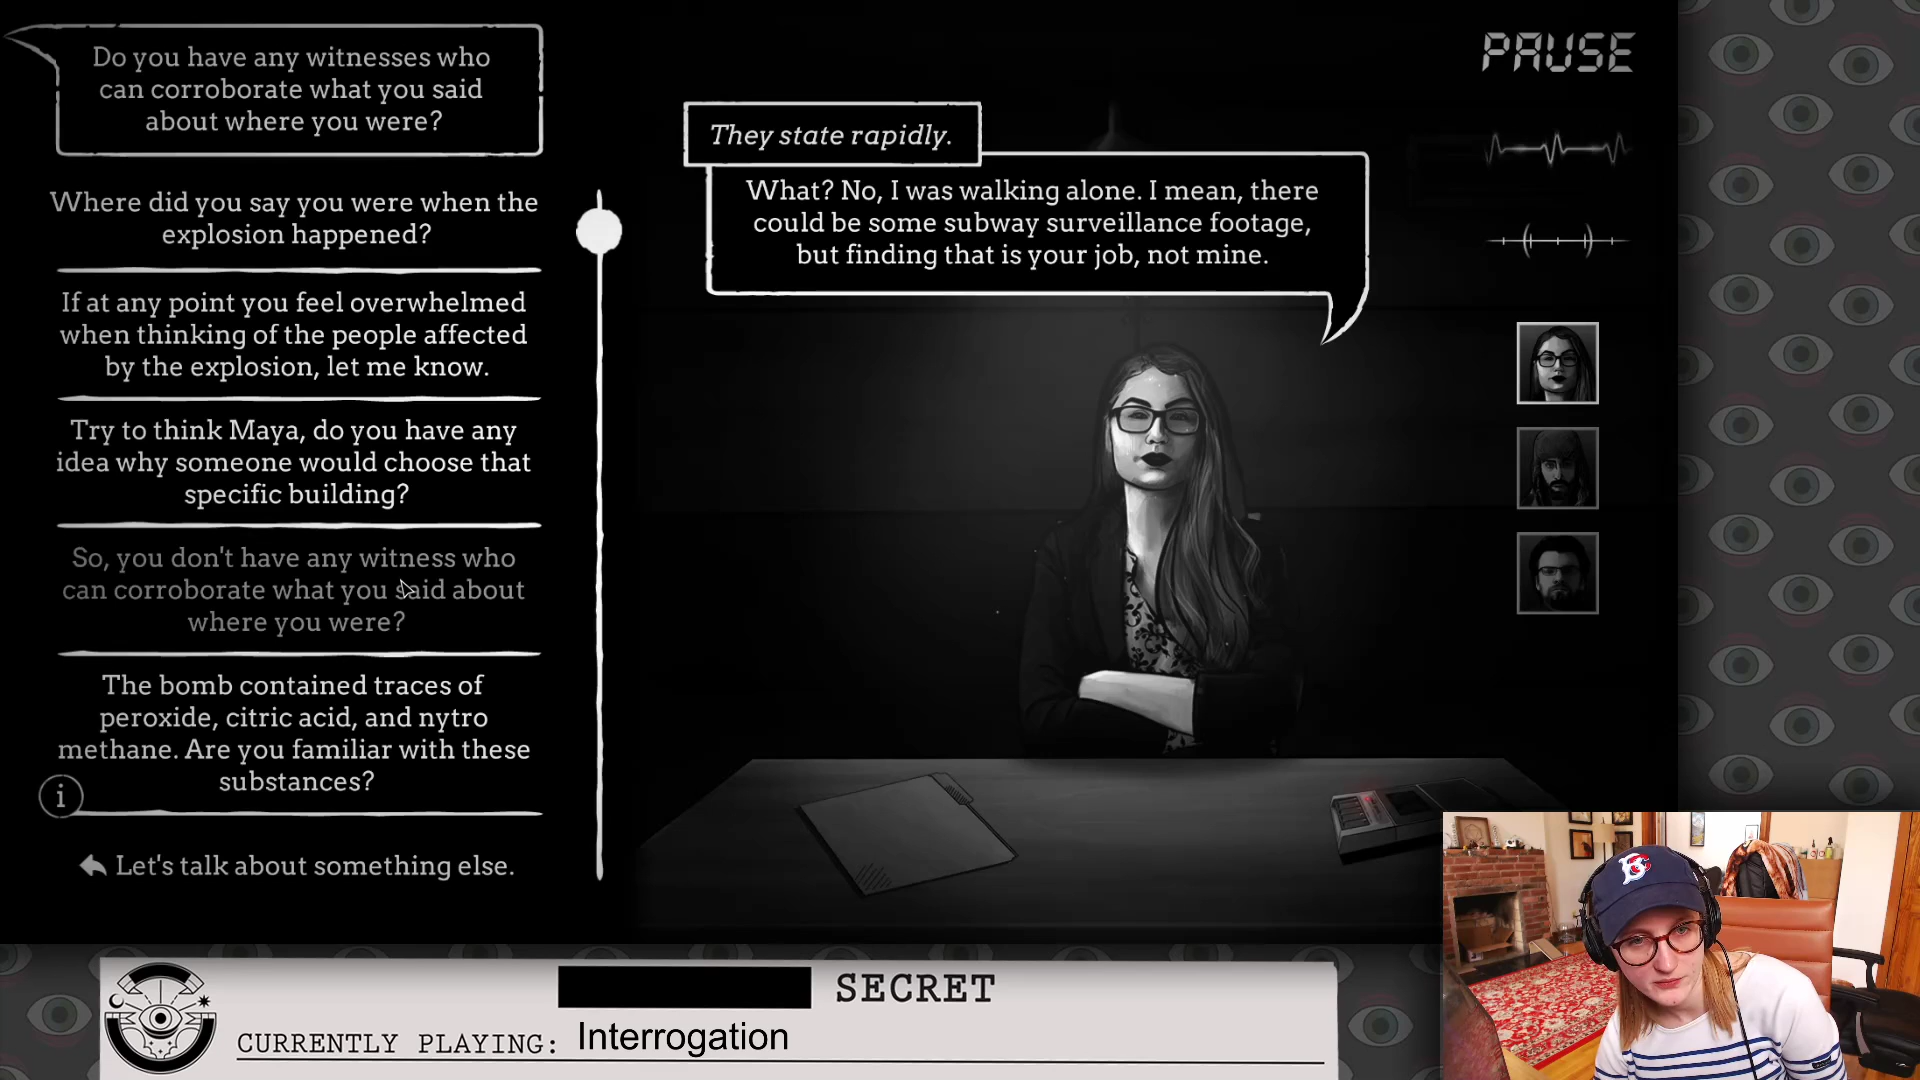 Do you have any witnesses who
can corroborate what you said
about where you were?
Where did you say you were when the
explosion happened?
If at any point you feel overwhelmed
when thinking of the people affected
by the explosion, let me know.
Try to think Maya, do you have any
idea why someone would choose that
specific building?
So, you don't have any witness who
can corroborate what you said about
where you were?
The bomb contained traces of
peroxide, citric acid, and nytro
methane. Are you familiar with these
substances?
i
Let's talk about something else.
They state rapidly.
What? No, I was walking alone. I mean, there
could be some subway surveillance footage,
but finding that is your job, not mine.
PAUSE
SECRET
CURRENTLY PLAYING: Interrogation
B